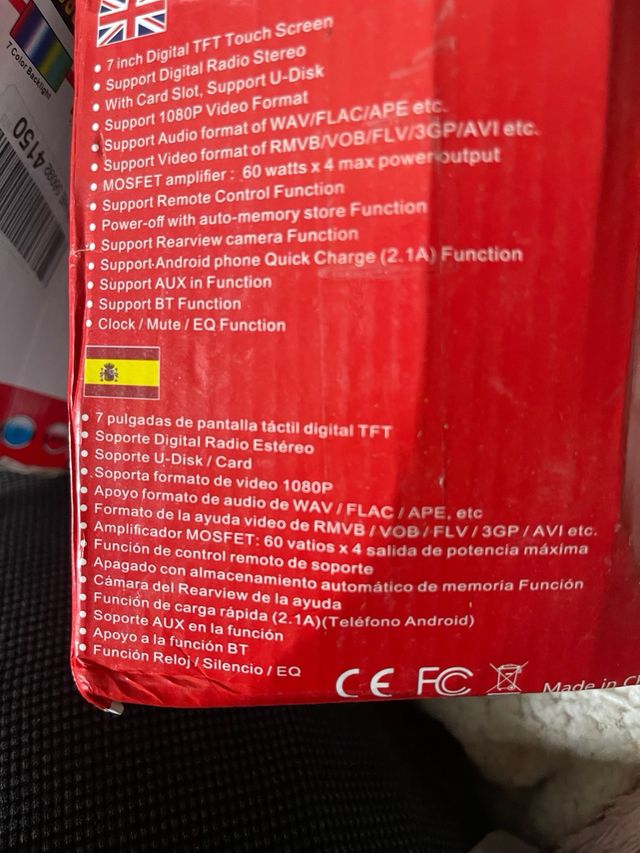 7 Color Backlight
4150
• 7 inch Digital TFT Touch Screen
• Support Digital Radio Stereo
• With Card Slot, Support U-Disk
• Support 1080P Video Format
• Support Audio format of WAV/FLAC/APE etc.
• Support Video format of RMVB/VOB/FLV/3GP/AVI etc.
• MOSFET amplifier : 60 watts x 4 max power output
• Support Remote Control Function
• Power-off with auto-memory store Function
• Support Rearview camera Function
• Support Android phone Quick Charge (2.1A) Function
• Support AUX in Function
• Support BT Function
• Clock / Mute / EQ Function
• 7 pulgadas de pantalla táctil digital TFT
• Soporte Digital Radio Estéreo
• Soporte U-Disk / Card
• Soporta formato de video 1080P
• Apoyo formato de audio de WAV / FLAC / APE, etc
• Formato de la ayuda video de RMVB / VOB / FLV / 3GP / AVI etc.
• Amplificador MOSFET: 60 vatios x 4 salida de potencia máxima
• Función de control remoto de soporte
• Apagado con almacenamiento automático de memoria Función
• Cámara del Rearview de la ayuda
• Función de carga rápida (2.1A)(Teléfono Android)
• Soporte AUX en la función
• Apoyo a la función BT
• Función Reloj / Silencio / EQ
CE FC Made in